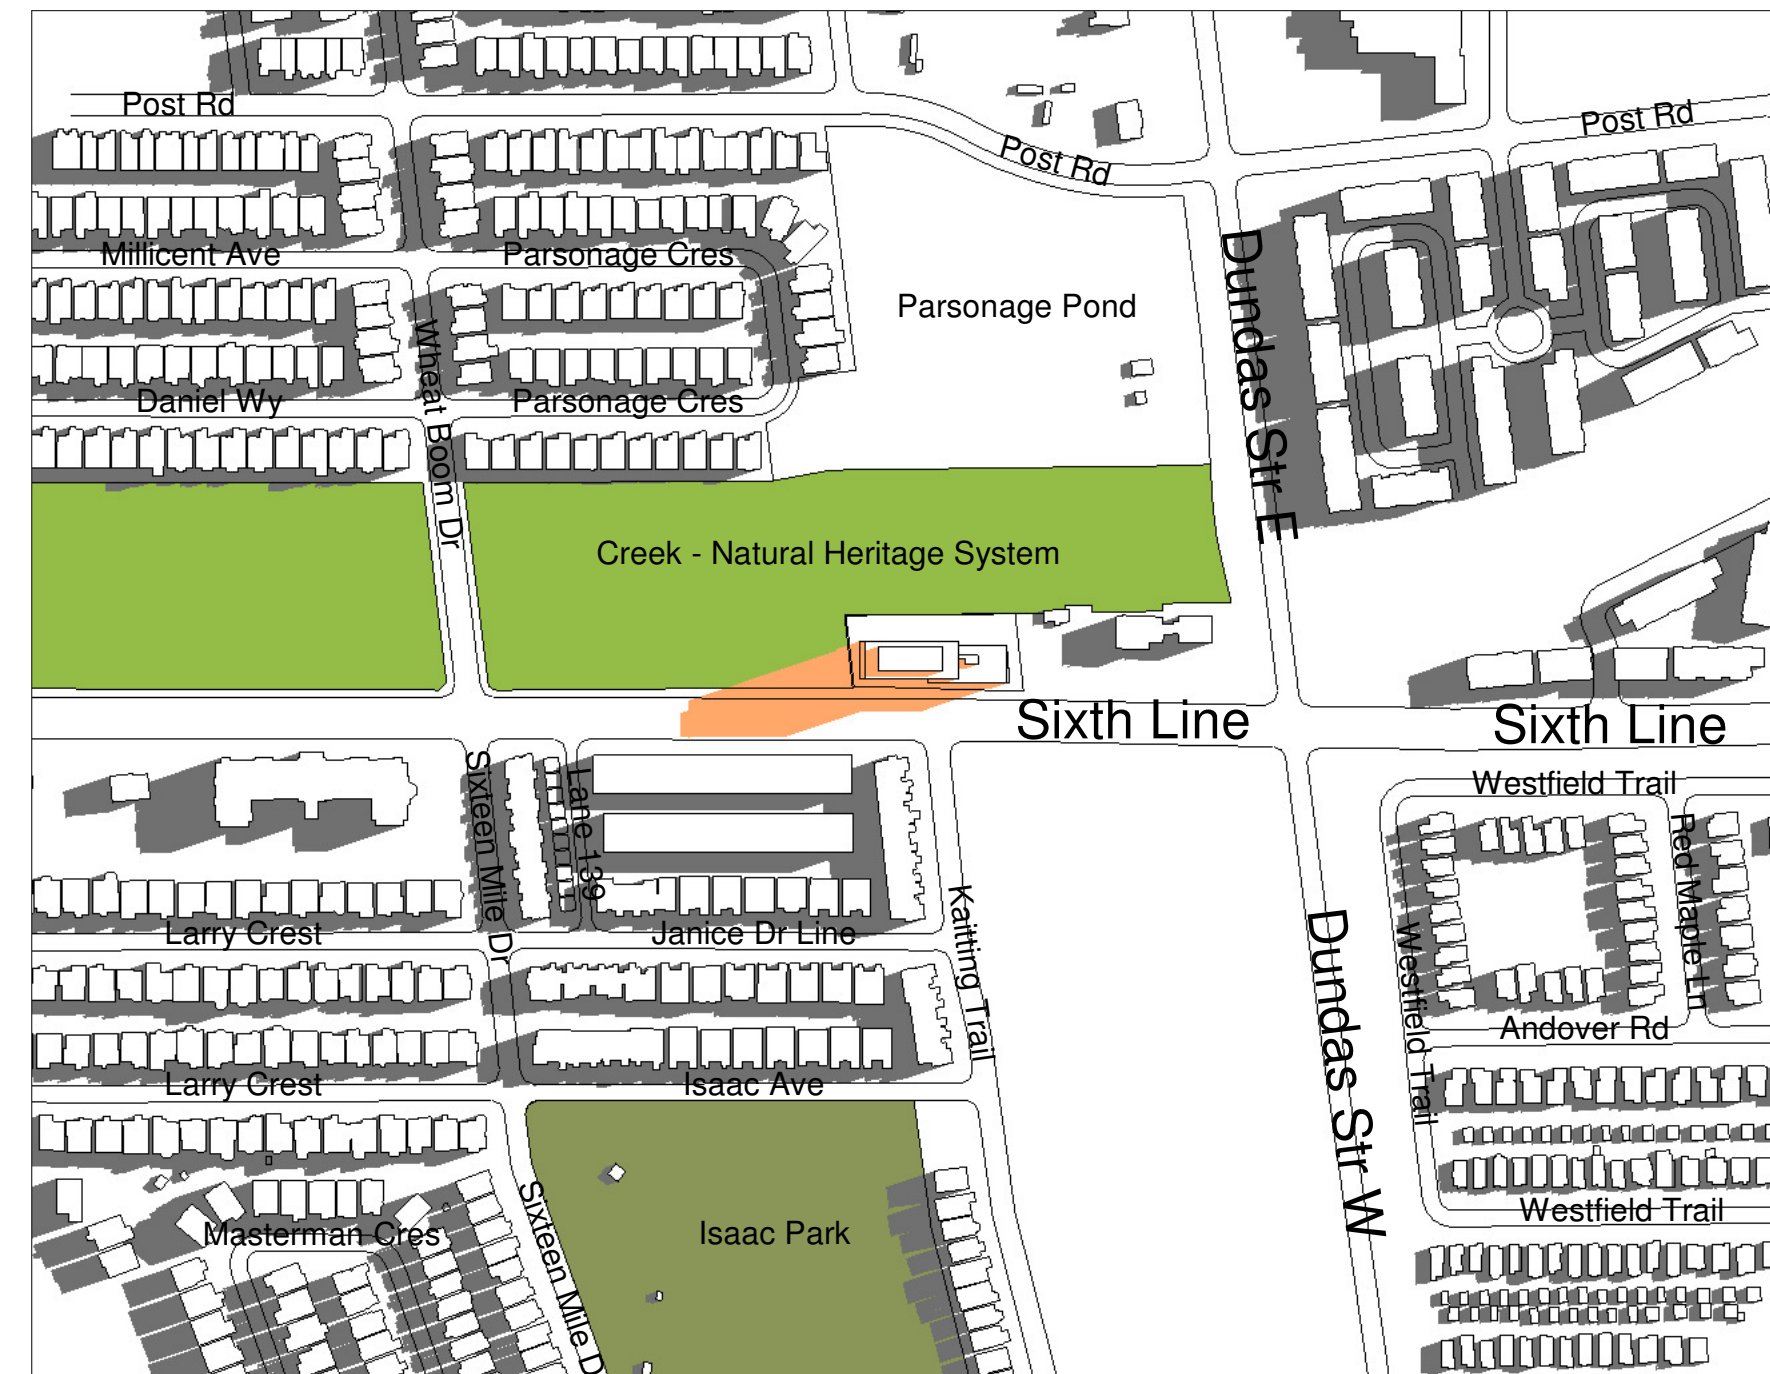 Post Rd
Post Rd
Post Rd
Millicent Ave
Parsonage Cres
Parsonage Pond
Dundas Str E
Wheat Boom Dr
Daniel Wy
Parsonage Cres
Creek - Natural Heritage System
Sixth Line
Sixth Line
Westfield Trail
Sixteen Mile Dr
Lane 139
Red Maple Ln
Kaitting Trail
Larry Crest
Janice Dr Line
Dundas Str W
Westfield Trail
Andover Rd
Larry Crest
Isaac Ave
Westfield Trail
Masterman Cres
Sixteen Mile D
Isaac Park